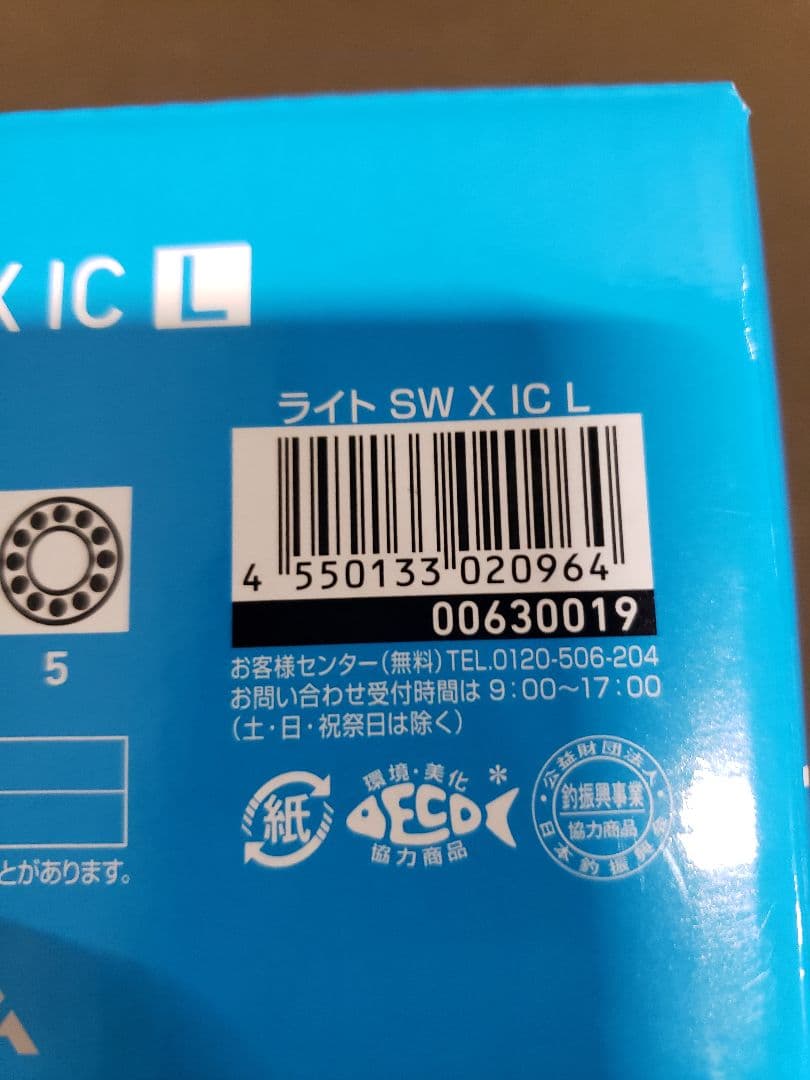 X IC L
ライト SW X IC L
4 550133 020964
00630019
5
お客様センター(無料)TEL.0120-506-204
お問い合わせ受付時間は 9:00〜17:00
(土・日・祝祭日は除く)
とがあります。
紙
環境・美化
ECO
協力商品
*
公益財団法人
釣振興事業
協力商品
日本釣振興会